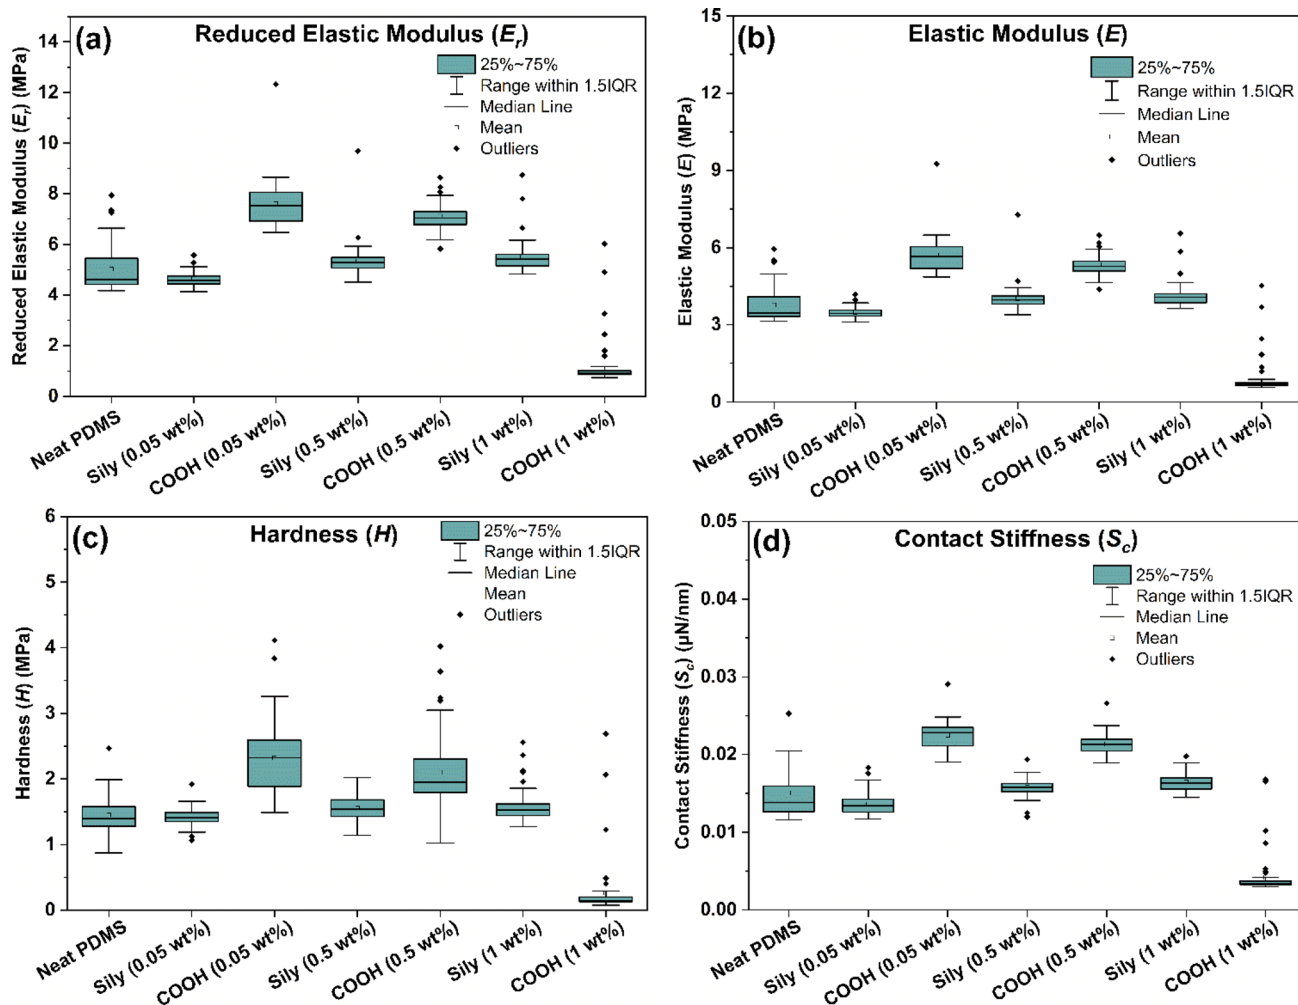 (a)
Reduced Elastic Modulus (Er)
25%~75%
Range within 1.5IQR
Median Line
Mean
Outliers
Reduced Elastic Modulus (Er) (MPa)
14
12
10
8
6
4
2
0
Neat PDMS
Sily (0.05 wt%)
COOH (0.05 wt%)
Sily (0.5 wt%)
COOH (0.5 wt%)
Sily (1 wt%)
COOH (1 wt%)
(b)
Elastic Modulus (E)
25%~75%
Range within 1.5IQR
Median Line
Mean
Outliers
Elastic Modulus (E) (MPa)
15
12
9
6
3
0
Neat PDMS
Sily (0.05 wt%)
COOH (0.05 wt%)
Sily (0.5 wt%)
COOH (0.5 wt%)
Sily (1 wt%)
COOH (1 wt%)
(c)
Hardness (H)
25%~75%
Range within 1.5IQR
Median Line
Mean
Outliers
Hardness (H) (MPa)
6
5
4
3
2
1
0
Neat PDMS
Sily (0.05 wt%)
COOH (0.05 wt%)
Sily (0.5 wt%)
COOH (0.5 wt%)
Sily (1 wt%)
COOH (1 wt%)
(d)
Contact Stiffness (Sc)
25%~75%
Range within 1.5IQR
Median Line
Mean
Outliers
Contact Stiffness (Sc) (µN/nm)
0.05
0.04
0.03
0.02
0.01
0.00
Neat PDMS
Sily (0.05 wt%)
COOH (0.05 wt%)
Sily (0.5 wt%)
COOH (0.5 wt%)
Sily (1 wt%)
COOH (1 wt%)